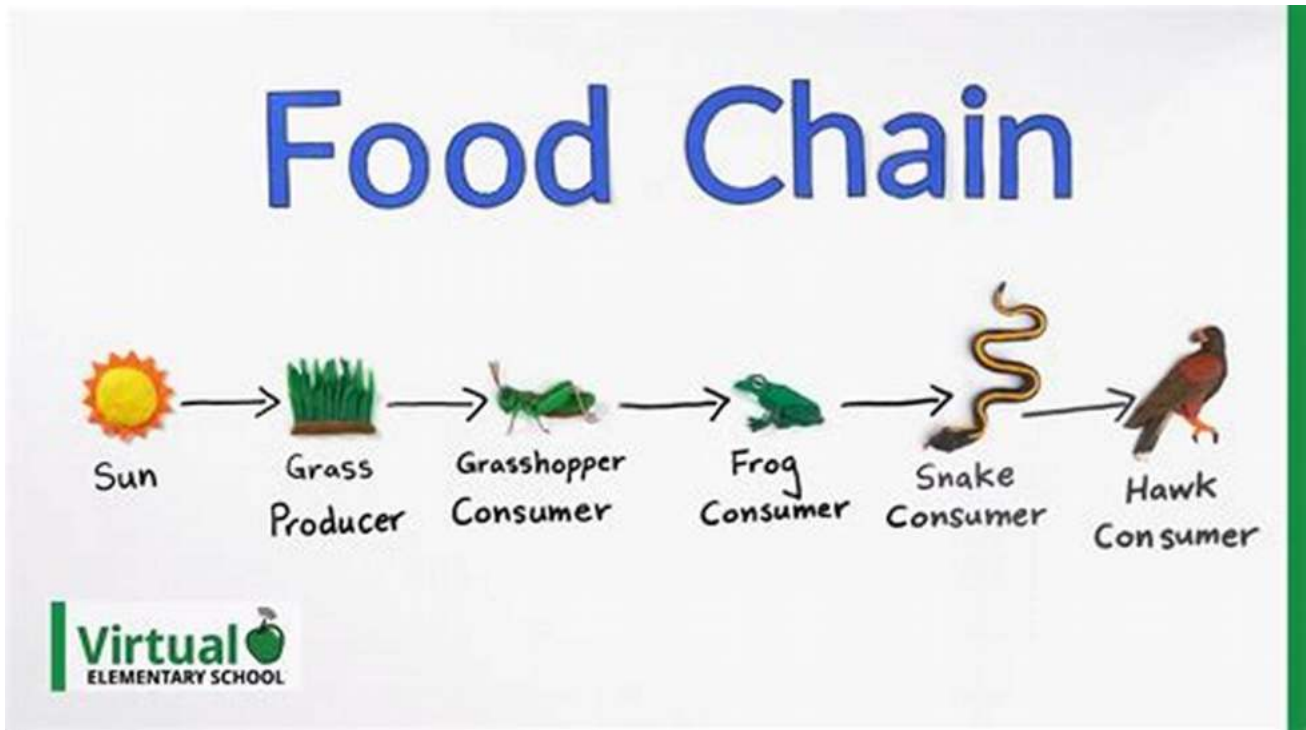 Food Chain
Sun
Grass
Producer
Grasshopper
Consumer
Frog
Consumer
Snake
Consumer
Hawk
Consumer
Virtual
ELEMENTARY SCHOOL